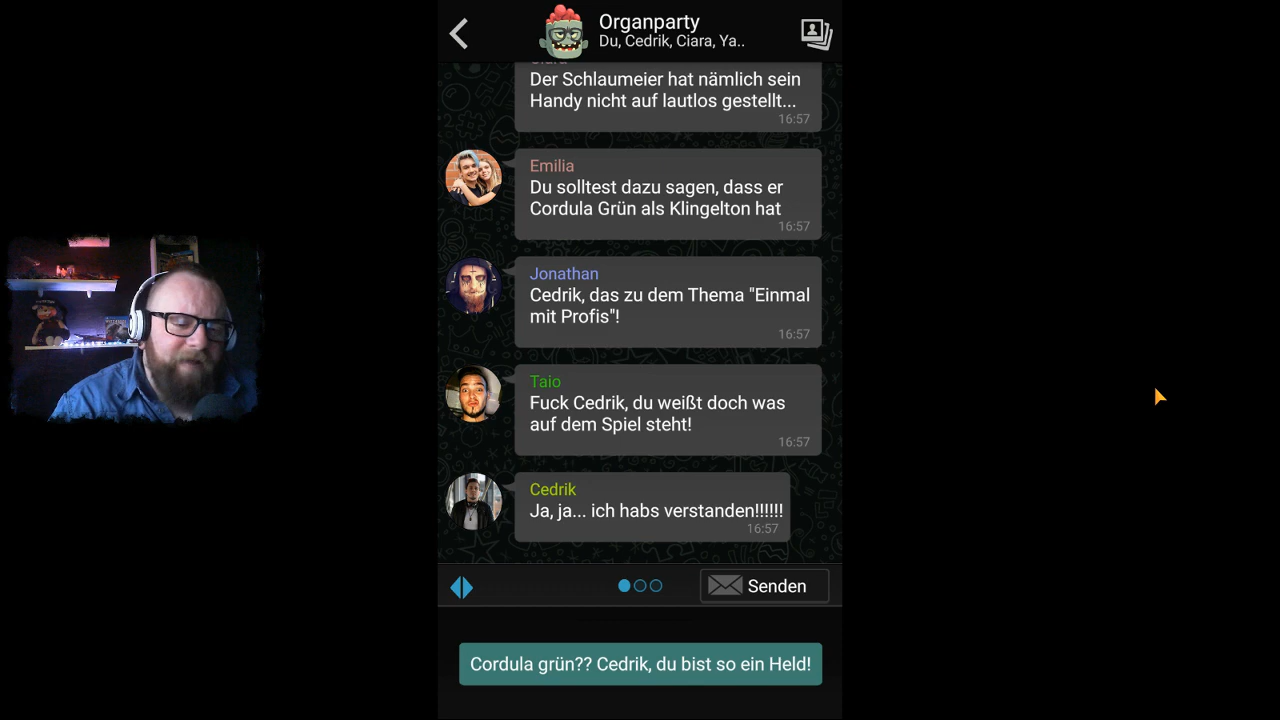 Organparty
Du, Cedrik, Ciara, Ya..
Ciara
Der Schlaumeier hat nämlich sein
Handy nicht auf lautlos gestellt...
16:57
Emilia
Du solltest dazu sagen, dass er
Cordula Grün als Klingelton hat
16:57
Jonathan
Cedrik, das zu dem Thema "Einmal
mit Profis"!
16:57
Taio
Fuck Cedrik, du weißt doch was
auf dem Spiel steht!
16:57
Cedrik
Ja, ja... ich habs verstanden!!!!!!
16:57
Senden
Cordula grün?? Cedrik, du bist so ein Held!